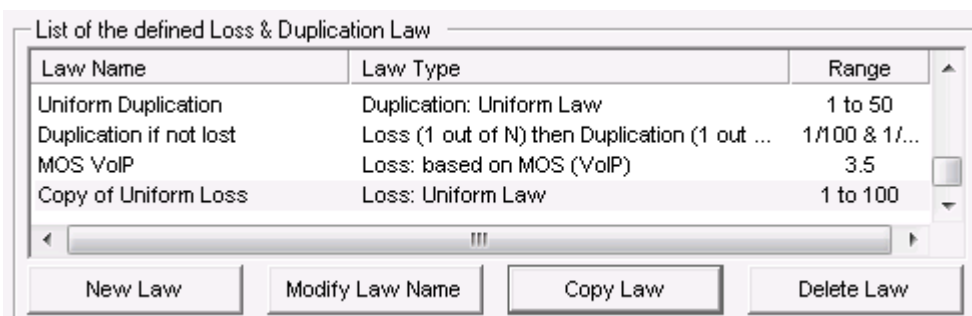 List of the defined Loss & Duplication Law
Law Name Law Type Range
Uniform Duplication Duplication: Uniform Law 1 to 50
Duplication if not lost Loss (1 out of N) then Duplication (1 out ... 1/100 & 1/...
MOS VoIP Loss: based on MOS (VoIP) 3.5
Copy of Uniform Loss Loss: Uniform Law 1 to 100
New Law Modify Law Name Copy Law Delete Law